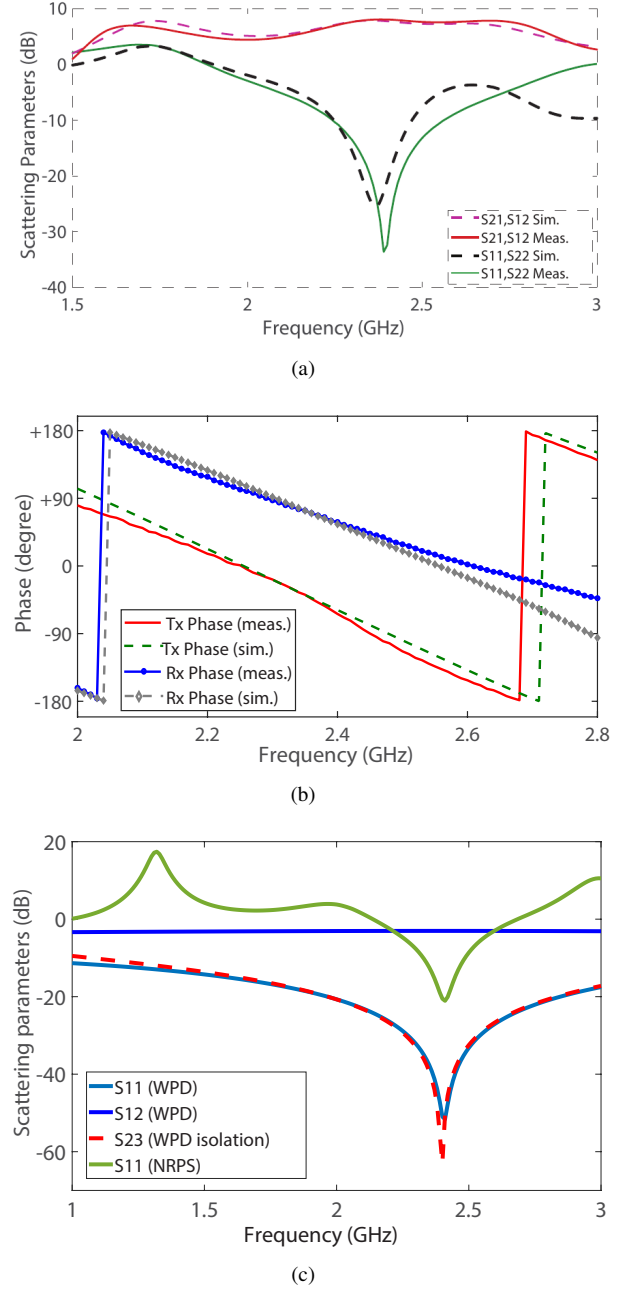 10
0
-10
-20
-30
-40
Scattering Parameters (dB)
S21,S12 Sim.
S21,S12 Meas.
S11,S22 Sim.
S11,S22 Meas.
1.5
2
2.5
3
Frequency (GHz)
(a)
+180
+90
0
-90
-180
Phase (degree)
Tx Phase (meas.)
Tx Phase (sim.)
Rx Phase (meas.)
Rx Phase (sim.)
2
2.2
2.4
2.6
2.8
Frequency (GHz)
(b)
20
0
-20
-40
-60
Scattering parameters (dB)
S11 (WPD)
S12 (WPD)
S23 (WPD isolation)
S11 (NRPS)
1
1.5
2
2.5
3
Frequency (GHz)
(c)